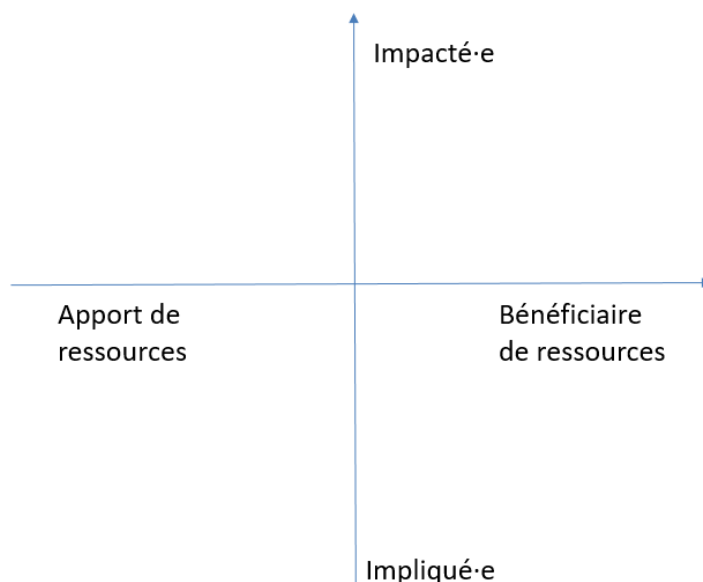 Impacté·e
Apport de
ressources
Bénéficiaire
de ressources
Impliqué·e